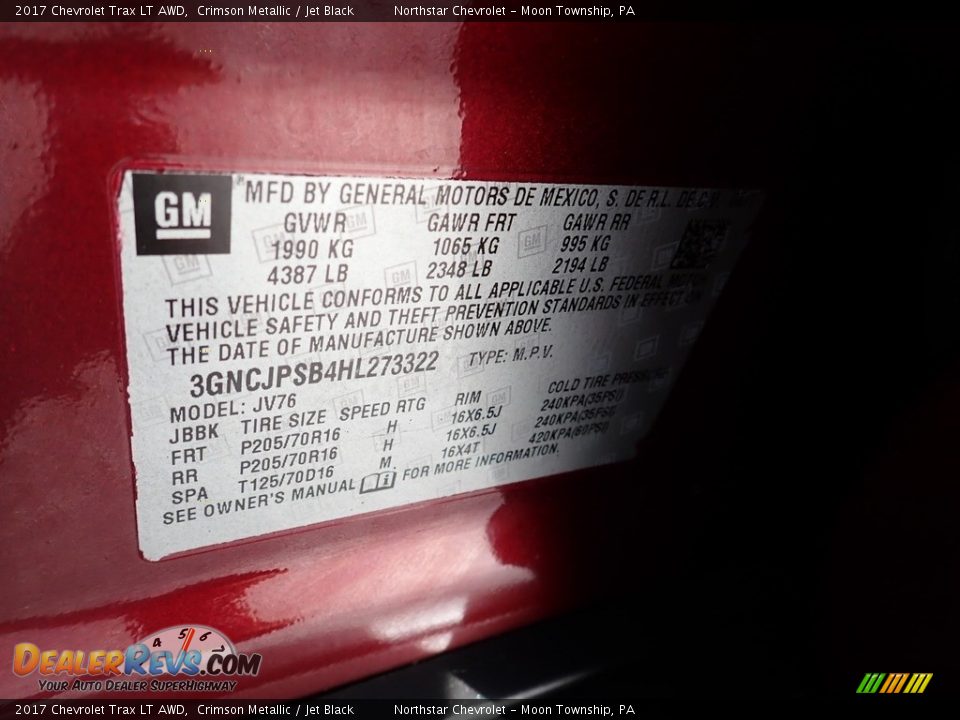 2017 Chevrolet Trax LT AWD, Crimson Metallic / Jet Black Northstar Chevrolet - Moon Township, PA
GM MFD BY GENERAL MOTORS DE MEXICO, S. DE R.L. DE C.V.
GVWR GAWR FRT GAWR RR
1990 KG 1065 KG 995 KG
4387 LB 2348 LB 2194 LB
THIS VEHICLE CONFORMS TO ALL APPLICABLE U.S. FEDERAL MOTOR
VEHICLE SAFETY AND THEFT PREVENTION STANDARDS IN EFFECT ON
THE DATE OF MANUFACTURE SHOWN ABOVE.
3GNCJPSB4HL273322 TYPE: M.P.V.
MODEL: JV76
JBBK TIRE SIZE SPEED RTG RIM COLD TIRE PRESSURE
FRT P205/70R16 H 16X6.5J 240KPA(35PSI)
RR P205/70R16 H 16X6.5J 240KPA(35PSI)
SPA T125/70D16 M 16X4T 420KPA(60PSI)
SEE OWNER'S MANUAL i FOR MORE INFORMATION.
4 5 6
DEALERREVS.COM
YOUR AUTO DEALER SUPERHIGHWAY
2017 Chevrolet Trax LT AWD, Crimson Metallic / Jet Black Northstar Chevrolet - Moon Township, PA